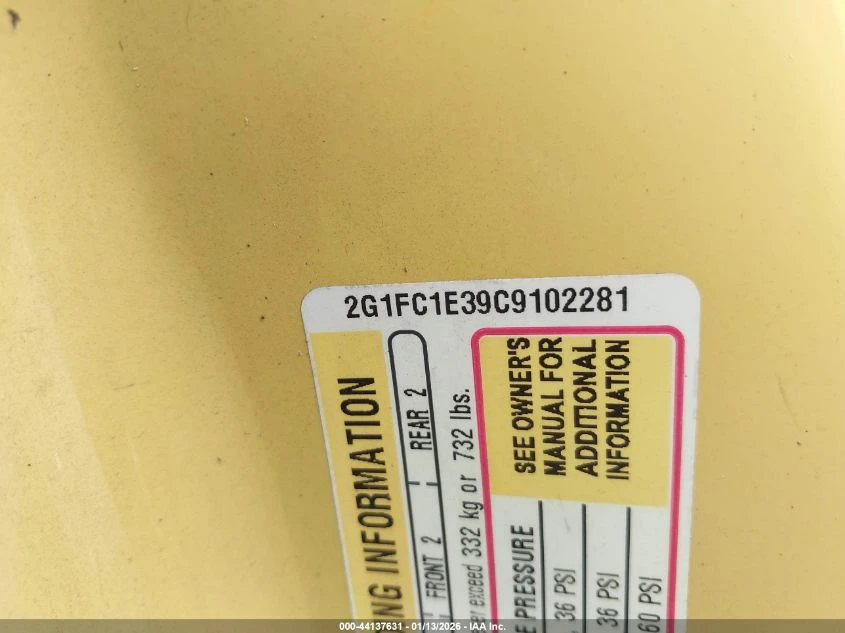 2G1FC1E39C9102281
NG INFORMATION
FRONT 2
REAR 2
exceed 332 kg or 732 lbs.
SEE OWNER'S
MANUAL FOR
ADDITIONAL
INFORMATION
PRESSURE
36 PSI
36 PSI
60 PSI
000-44137631 - 01/13/2026 - IAA Inc.